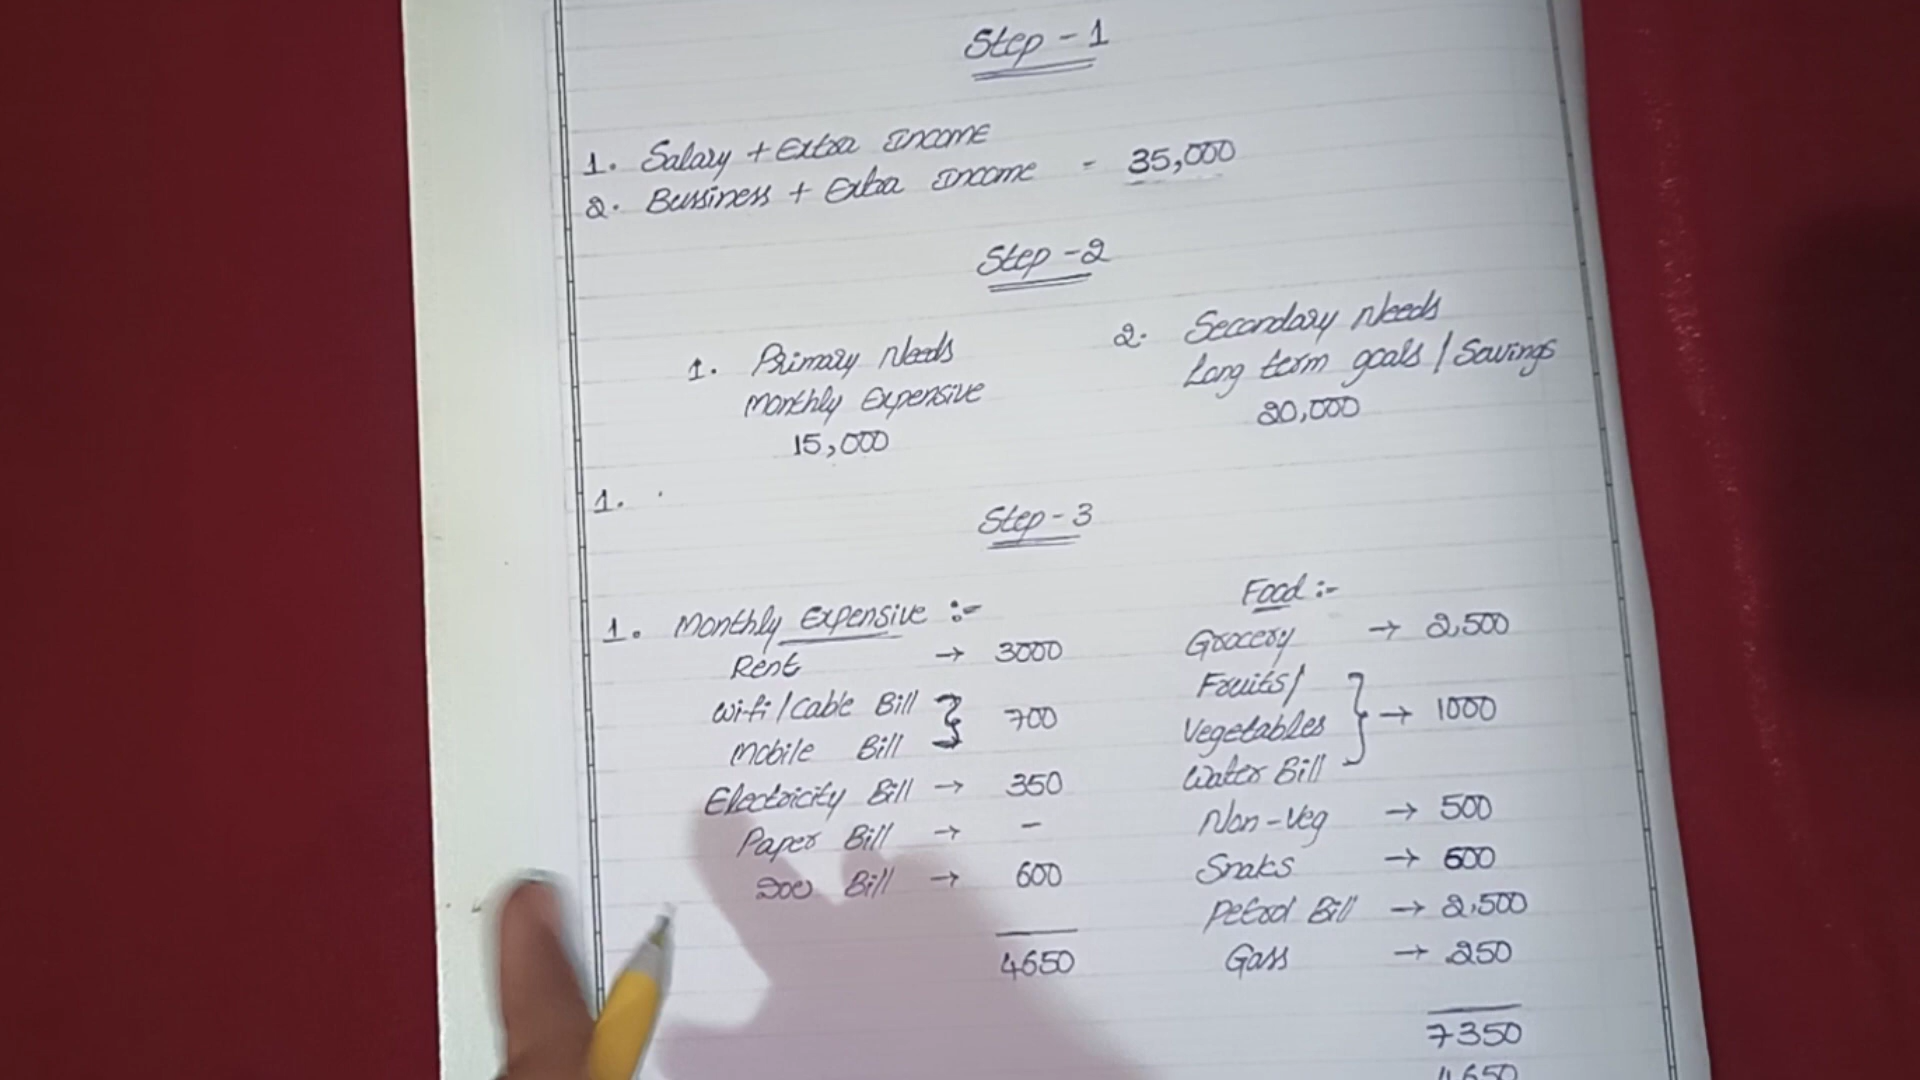 Step - 1
1. Salary + Extra Income
2. Bussiness + Extra Income - 35,000
Step - 2
1. Primary Needs
Monthly Expensive
15,000
2. Secondary Needs
Long term goals / Savings
20,000
1.
Step - 3
1. Monthly Expensive :-
Rent → 3000
Wi-fi / Cable Bill } 700
Mobile Bill
Electricity Bill → 350
Paper Bill → -
Bill → 600
4650
Food :-
Grocery → 2,500
Fruits/
Vegetables } → 1000
Water Bill
Non-Veg → 500
Snaks → 600
Petrol Bill → 2,500
Gass → 250
7350
4650